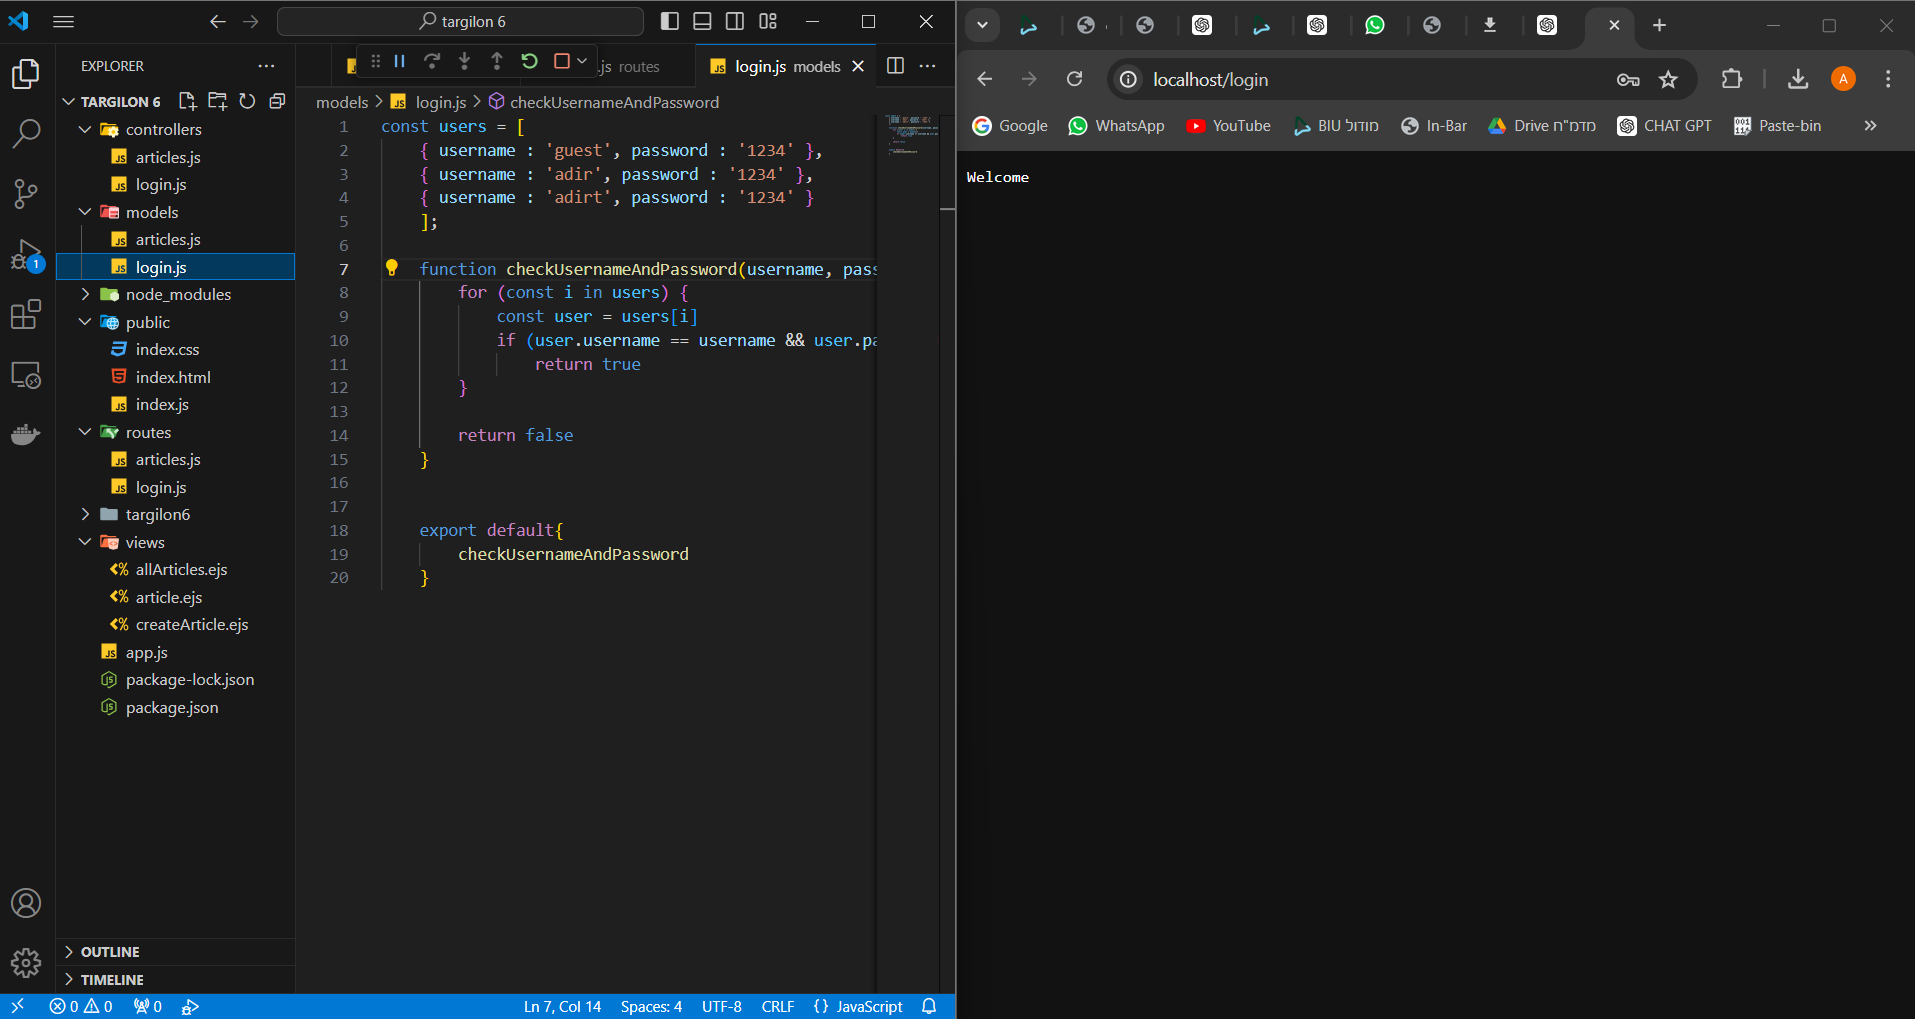 targilon 6
EXPLORER
TARGILON 6
controllers
articles.js
login.js
models
articles.js
login.js
node_modules
public
index.css
index.html
index.js
routes
articles.js
login.js
targilon6
views
allArticles.ejs
article.ejs
createArticle.ejs
app.js
package-lock.json
package.json
OUTLINE
TIMELINE
.js routes
login.js models
models > login.js > checkUsernameAndPassword
1 const users = [
2 { username : 'guest', password : '1234' },
3 { username : 'adir', password : '1234' },
4 { username : 'adirt', password : '1234' }
5 ];
6
7 function checkUsernameAndPassword(username, pass
8 for (const i in users) {
9 const user = users[i]
10 if (user.username == username && user.pa
11 return true
12 }
13
14 return false
15 }
16
17
18 export default{
19 checkUsernameAndPassword
20 }
1
0 0 0
Ln 7, Col 14 Spaces: 4 UTF-8 CRLF {} JavaScript
localhost/login
A
Google WhatsApp YouTube BIU מודול In-Bar Drive מדמ"ח CHAT GPT Paste-bin
Welcome